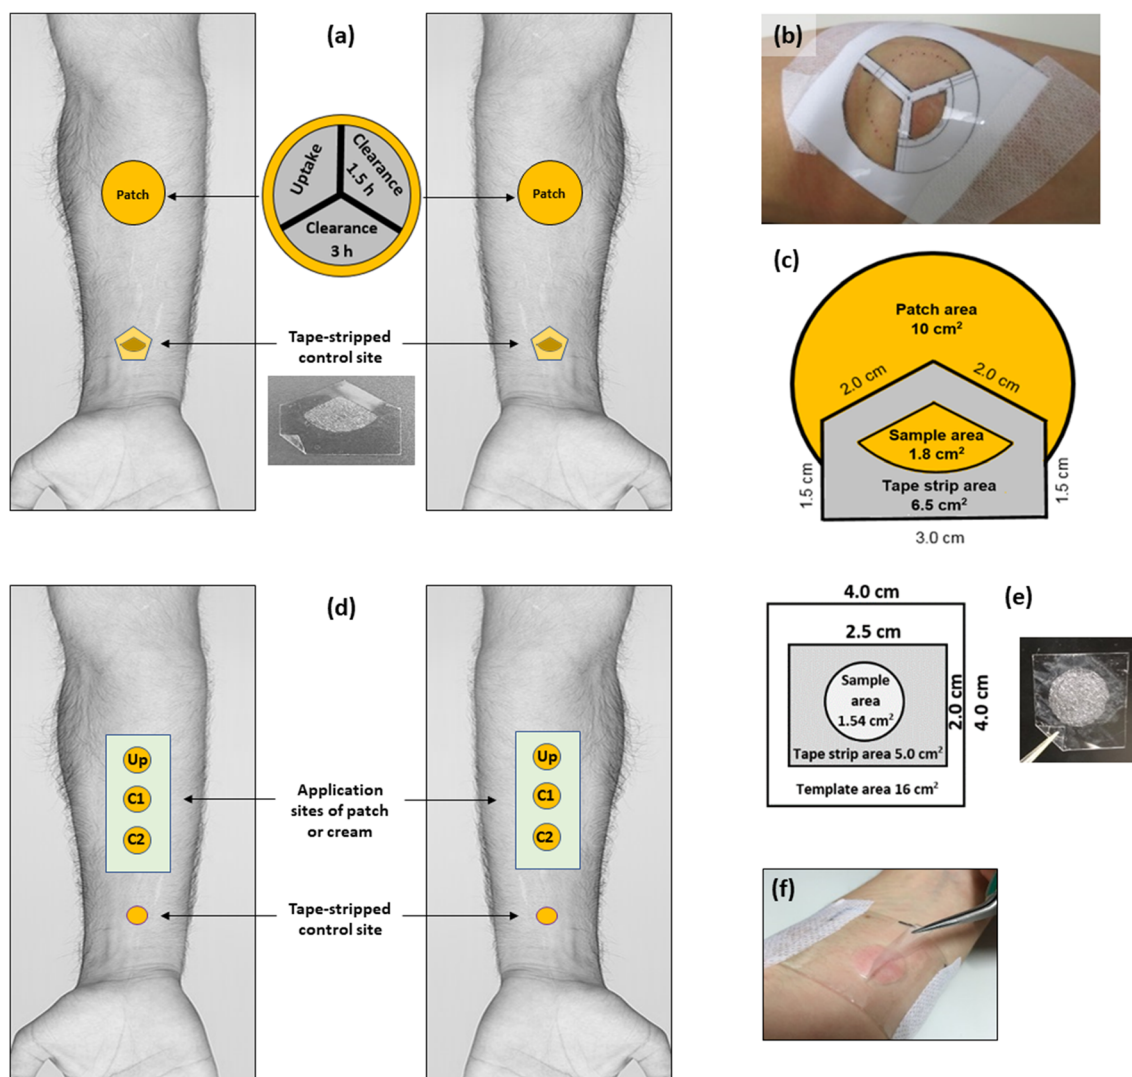 (a)
Patch
Uptake
Clearance
1.5 h
Clearance
3 h
Patch
Tape-stripped
control site
(b)
(c)
Patch area
10 cm²
2.0 cm
2.0 cm
Sample area
1.8 cm²
Tape strip area
6.5 cm²
1.5 cm
1.5 cm
3.0 cm
(d)
Up
C1
C2
Up
C1
C2
Application
sites of patch
or cream
Tape-stripped
control site
4.0 cm
(e)
2.5 cm
Sample
area
1.54 cm²
2.0 cm
4.0 cm
Tape strip area 5.0 cm²
Template area 16 cm²
(f)